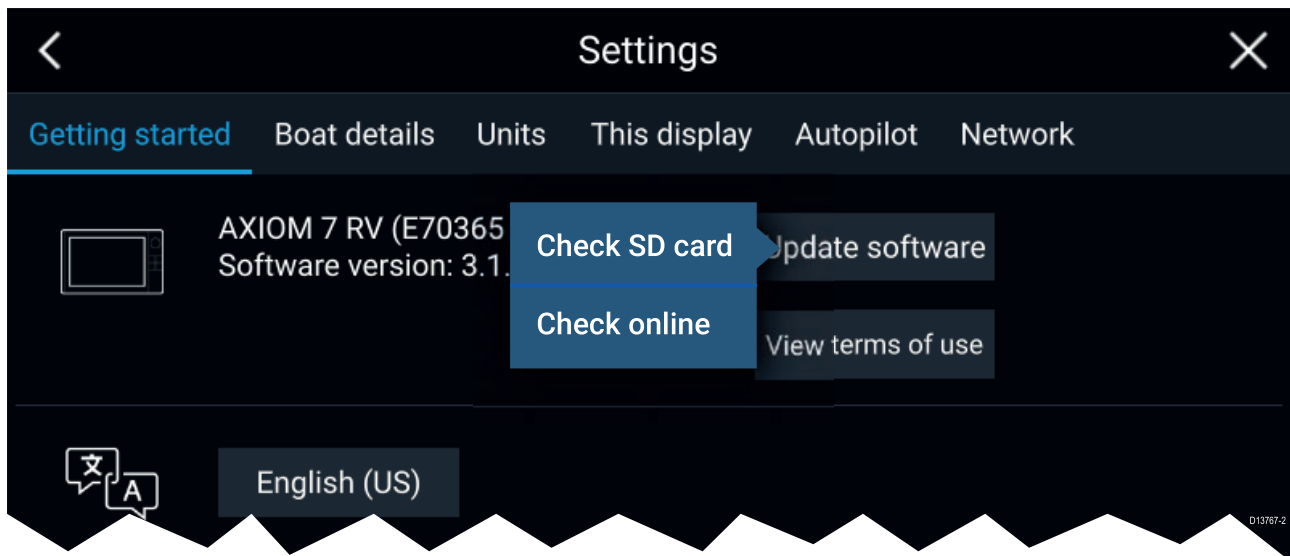 Settings
Getting started Boat details Units This display Autopilot Network
AXIOM 7 RV (E70365
Software version: 3.1.
Check SD card
Check online
Update software
View terms of use
文 A
English (US)
D13767-2